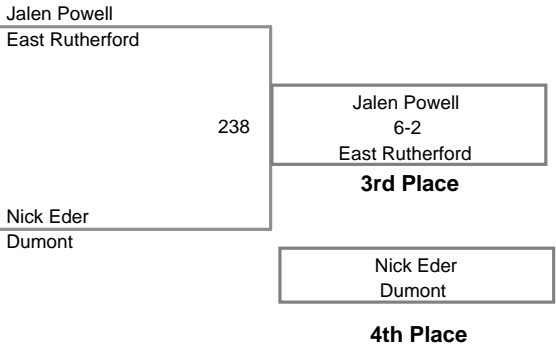 Jalen Powell
East Rutherford
238
Jalen Powell
6-2
East Rutherford
3rd Place
Nick Eder
Dumont
Nick Eder
Dumont
4th Place